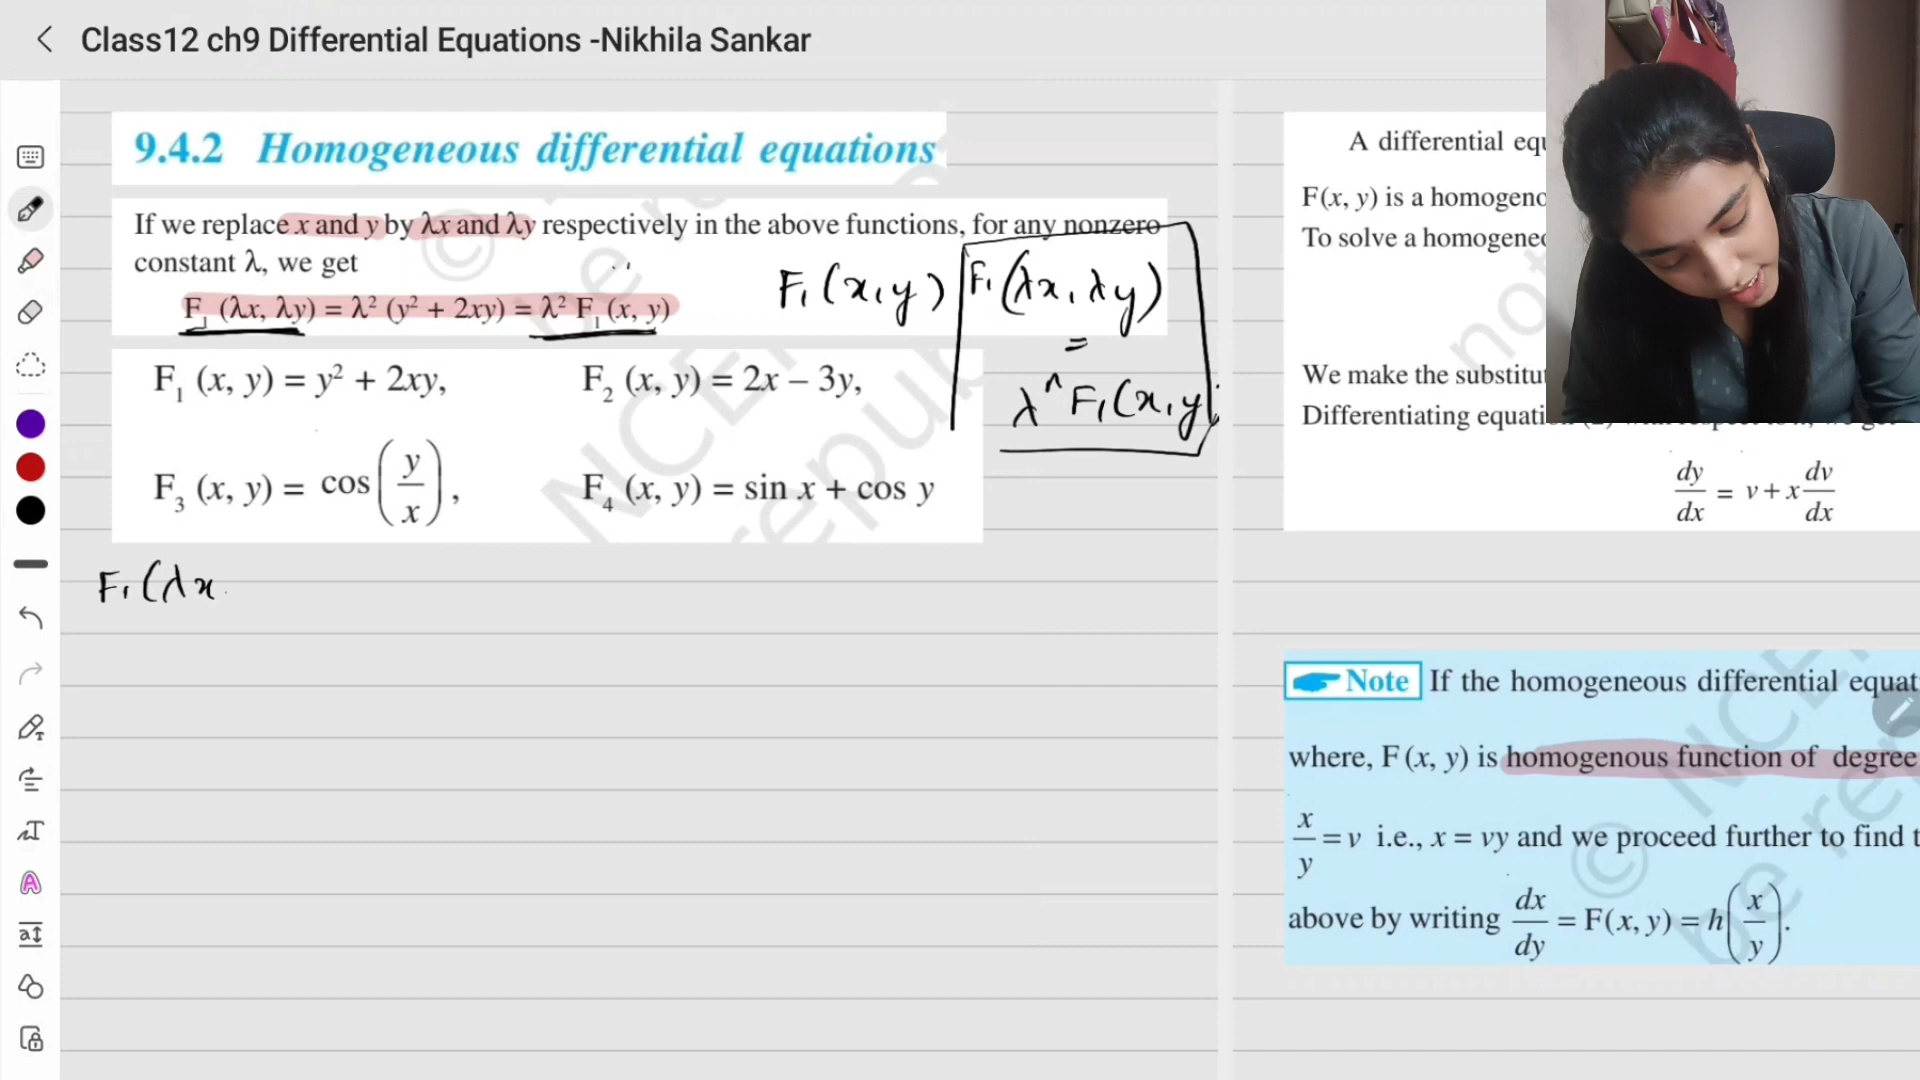 Class12 ch9 Differential Equations -Nikhila Sankar
9.4.2 Homogeneous differential equations
If we replace x and y by λx and λy respectively in the above functions, for any nonzero
constant λ, we get
F₁ (λx, λy) = λ² (y² + 2xy) = λ² F₁ (x, y)
F₁(x,y) F₁(λx, λy)
=
λⁿ F₁(x,y)
F₁ (x, y) = y² + 2xy, F₂ (x, y) = 2x – 3y,
F₃ (x, y) = cos(y/x), F₄ (x, y) = sin x + cos y
F₁(λx
A differential equ
F(x, y) is a homogeno
To solve a homogene
We make the substitu
Differentiating equati
dy/dx = v + x dv/dx
Note If the homogeneous differential equat
where, F (x, y) is homogenous function of degree
x/y = v i.e., x = vy and we proceed further to find t
above by writing dx/dy = F(x, y) = h(x/y).